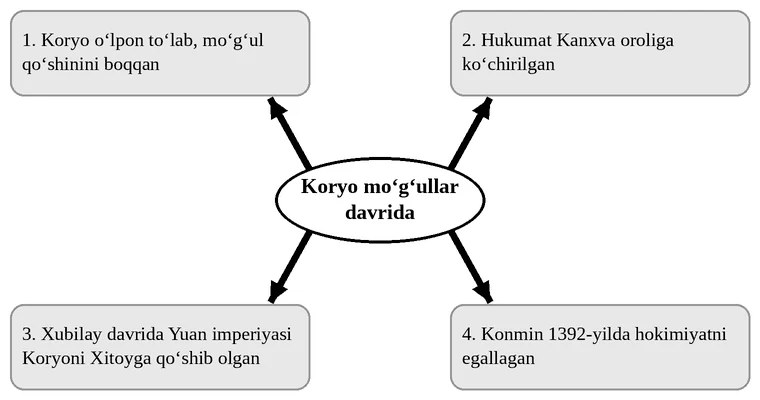 1. Koryo oʻlpon toʻlab, moʻgʻul
qoʻshinini boqqan
2. Hukumat Kanxva oroliga
koʻchirilgan
Koryo moʻgʻullar
davrida
3. Xubilay davrida Yuan imperiyasi
Koryoni Xitoyga qoʻshib olgan
4. Konmin 1392-yilda hokimiyatni
egallagan